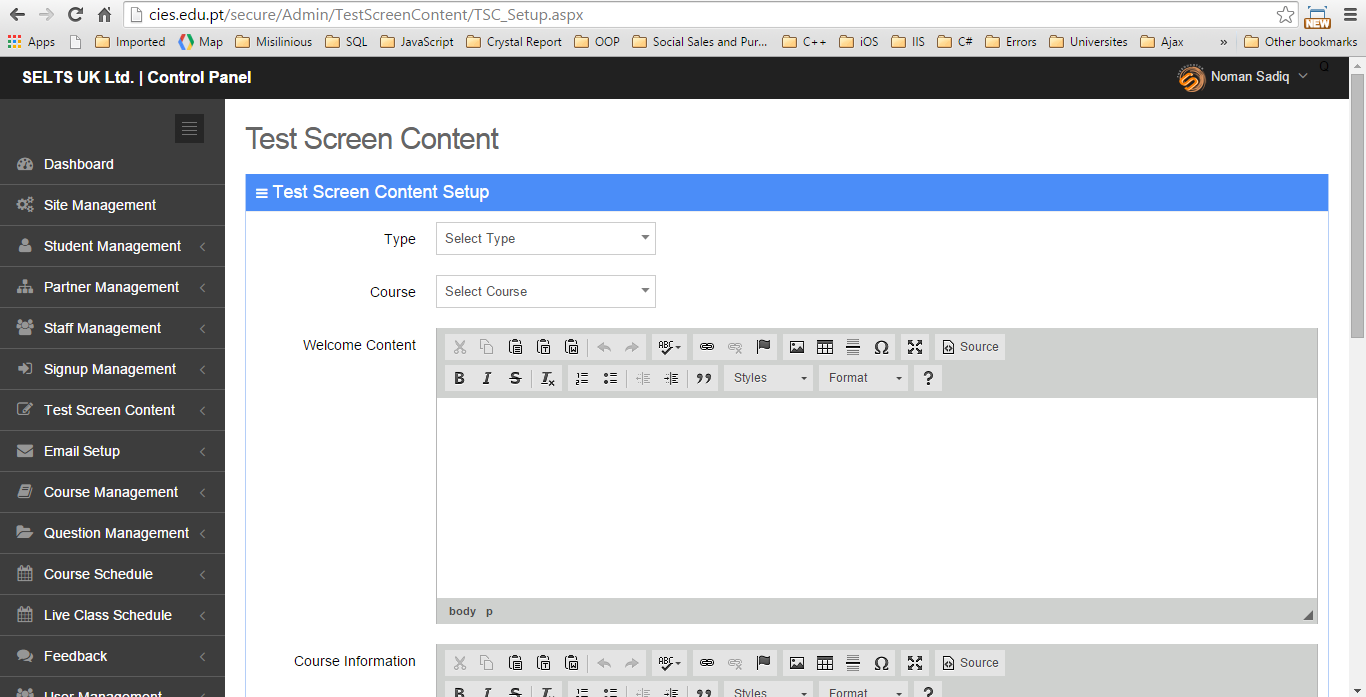 cies.edu.pt/secure/Admin/TestScreenContent/TSC_Setup.aspx
NEW
Apps Imported Map Misilinious SQL JavaScript Crystal Report OOP Social Sales and Pur... C++ iOS IIS C# Errors Universites Ajax » Other bookmarks
SELTS UK Ltd. | Control Panel
Noman Sadiq
Test Screen Content
Dashboard
Site Management
Student Management
Partner Management
Staff Management
Signup Management
Test Screen Content
Email Setup
Course Management
Question Management
Course Schedule
Live Class Schedule
Feedback
User Management
Test Screen Content Setup
Type Select Type
Course Select Course
Welcome Content
ABC Ω Source
B I S Tx Styles Format ?
body p
Course Information
ABC Ω Source
B I S Tx Styles Format ?